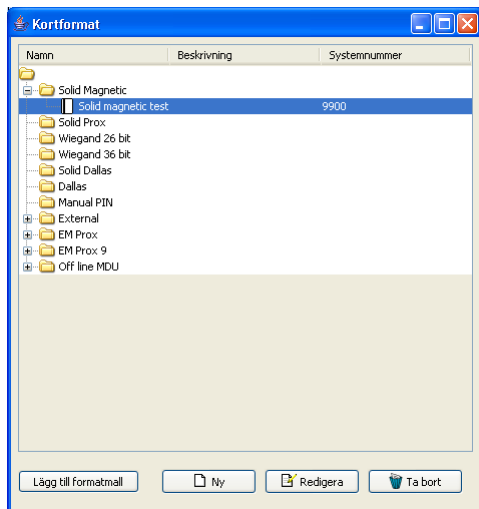 Kortformat
Namn Beskrivning Systemnummer
Solid Magnetic
Solid magnetic test 9900
Solid Prox
Wiegand 26 bit
Wiegand 36 bit
Solid Dallas
Dallas
Manual PIN
External
EM Prox
EM Prox 9
Off line MDU
Lägg till formatmall Ny Redigera Ta bort